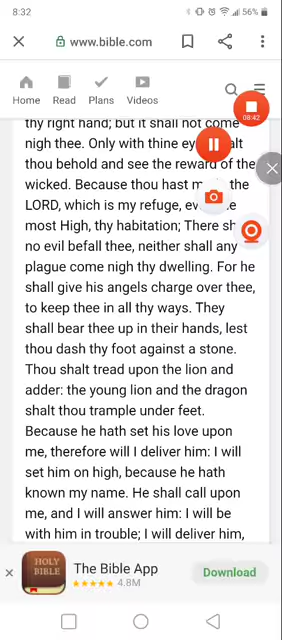 8:32
56%
www.bible.com
Home Read Plans Videos
08:42
thy right hand; but it shall not come
nigh thee. Only with thine
thou behold and see the reward of the
wicked. Because thou hast the
LORD, which is my refuge,
most High, thy habitation; There
no evil befall thee, neither shall any
plague come nigh thy dwelling. For he
shall give his angels charge over thee,
to keep thee in all thy ways. They
shall bear thee up in their hands, lest
thou dash thy foot against a stone.
Thou shalt tread upon the lion and
adder: the young lion and the dragon
shalt thou trample under feet.
Because he hath set his love upon
me, therefore will I deliver him: I will
set him on high, because he hath
known my name. He shall call upon
me, and I will answer him: I will be
with him in trouble; I will deliver him,
HOLY
BIBLE
The Bible App
4.8M
Download